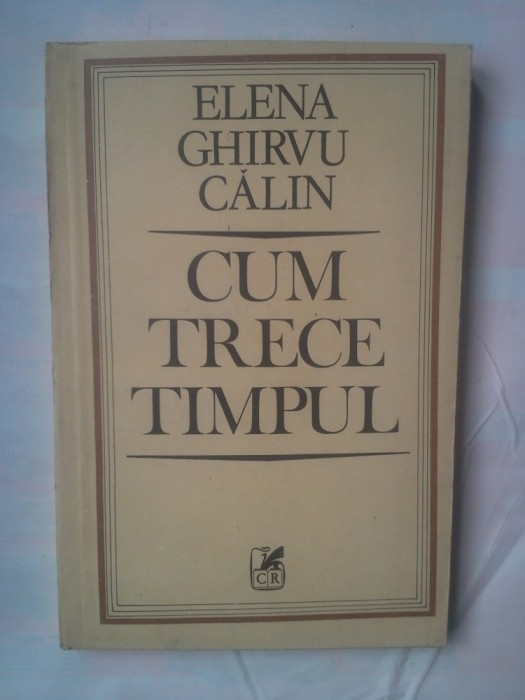 ELENA
GHIRVU
CĂLIN
CUM
TRECE
TIMPUL
CR